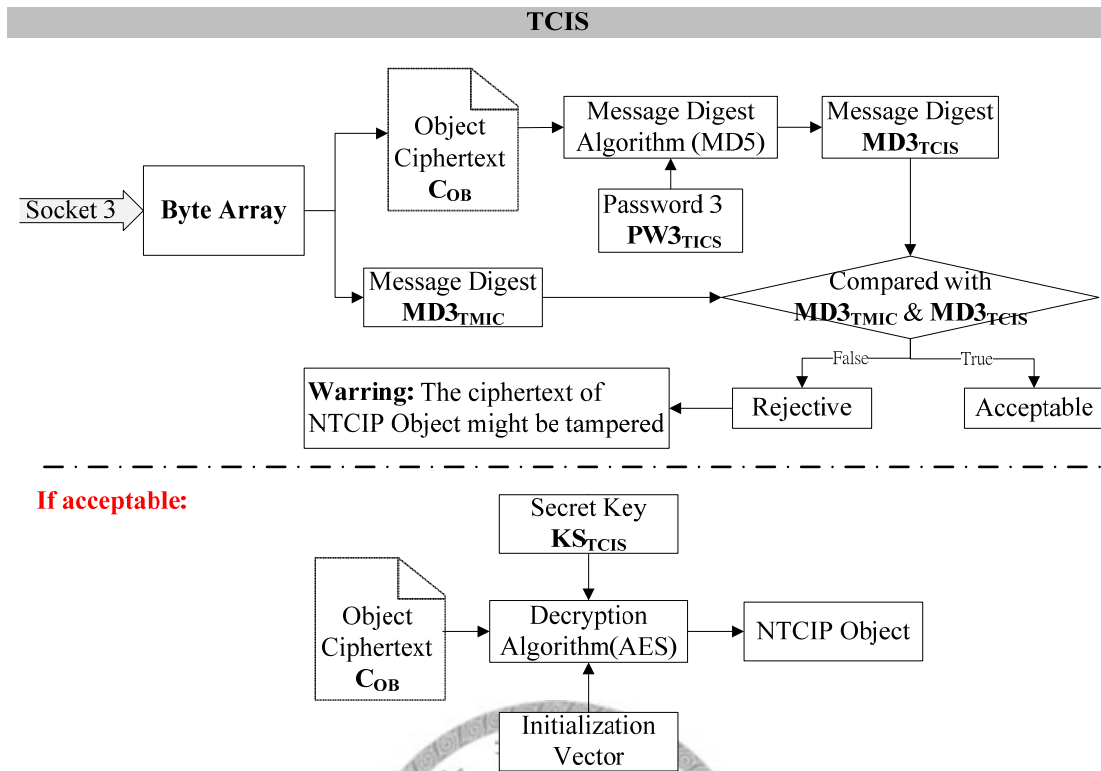 TCIS
Object
Ciphertext
COB
Message Digest
Algorithm (MD5)
Message Digest
MD3TCIS
Socket 3
Byte Array
Password 3
PW3TICS
Message Digest
MD3TMIC
Compared with
MD3TMIC & MD3TCIS
False
True
Warring: The ciphertext of
NTCIP Object might be tampered
Rejective
Acceptable
If acceptable:
Secret Key
KSTCIS
Object
Ciphertext
COB
Decryption
Algorithm(AES)
NTCIP Object
Initialization
Vector